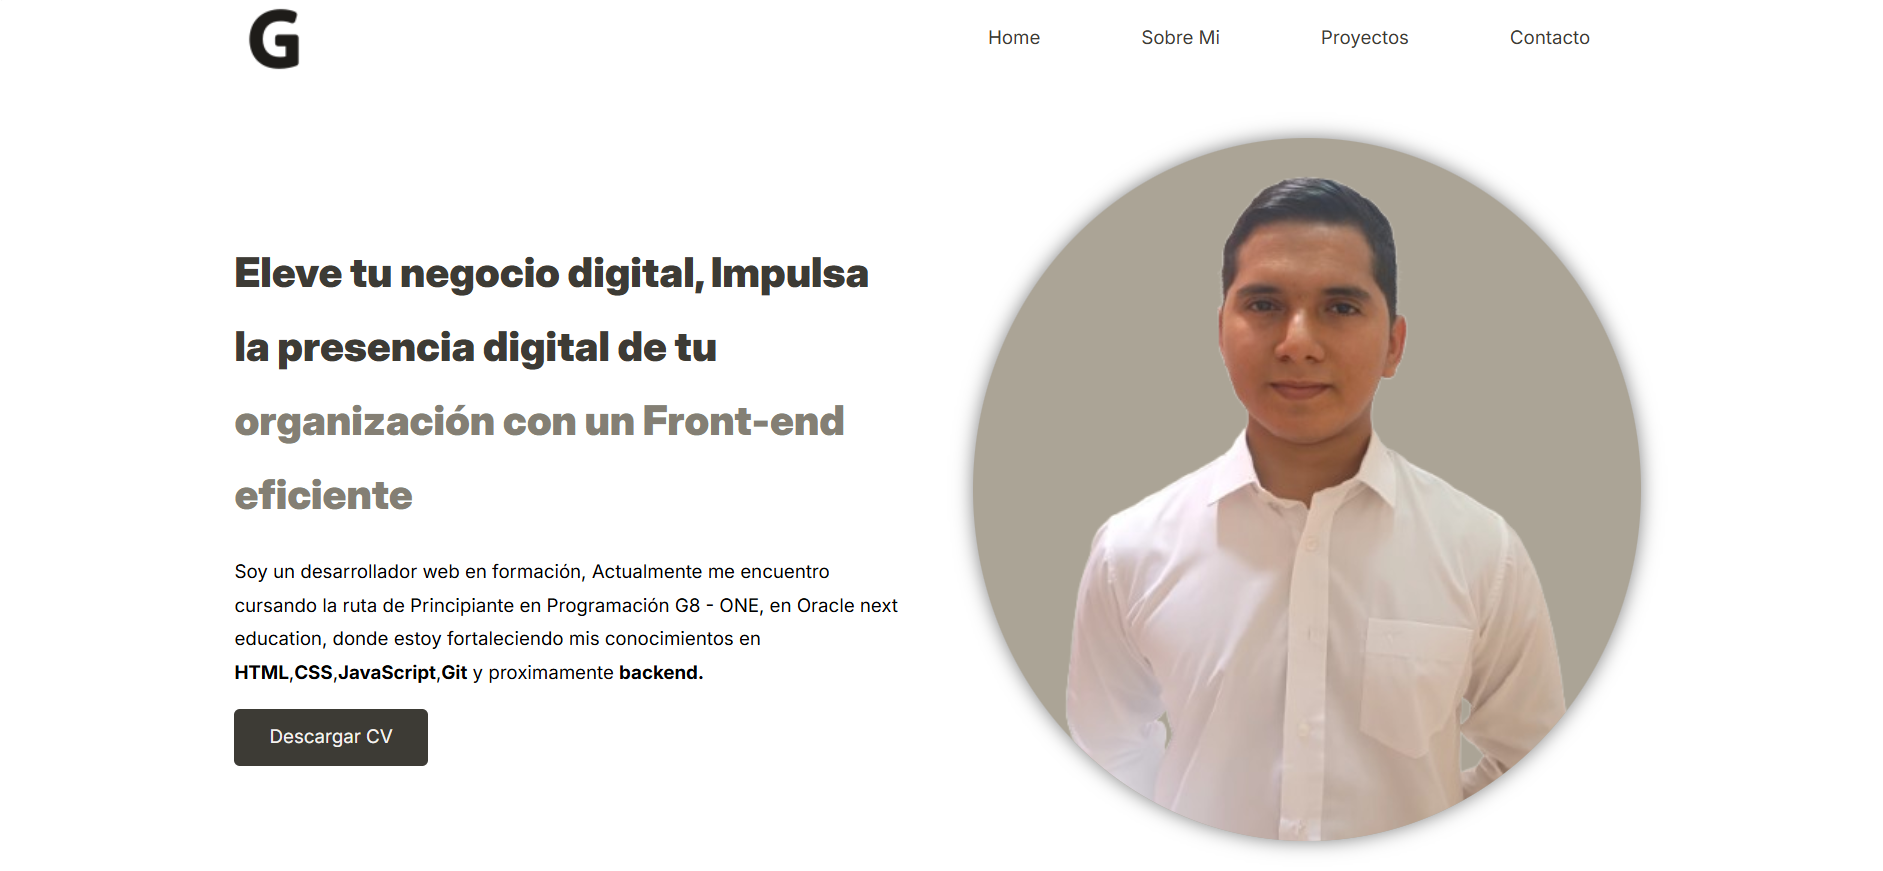 G
Home Sobre Mi Proyectos Contacto
Eleve tu negocio digital, Impulsa
la presencia digital de tu
organización con un Front-end
eficiente
Soy un desarrollador web en formación, Actualmente me encuentro
cursando la ruta de Principiante en Programación G8 - ONE, en Oracle next
education, donde estoy fortaleciendo mis conocimientos en
HTML,CSS,JavaScript,Git y proximamente backend.
Descargar CV